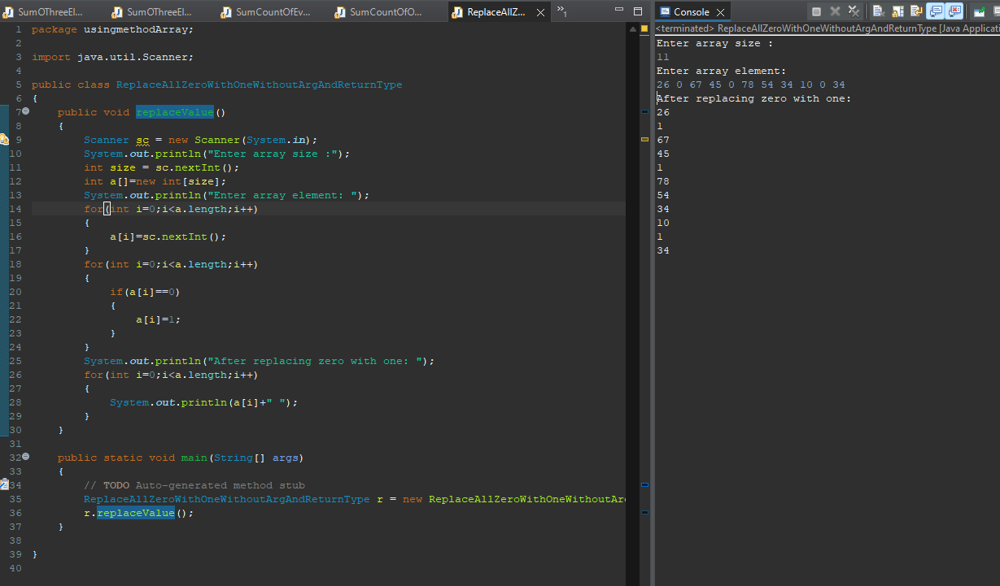 SumOThreeEl...
SumOThreeEl...
SumCountOfEv...
SumCountOfO...
ReplaceAllZ...
1
1 package usingmethodArray;
2
3 import java.util.Scanner;
4
5 public class ReplaceAllZeroWithOneWithoutArgAndReturnType
6 {
7 public void replaceValue()
8 {
9 Scanner sc = new Scanner(System.in);
10 System.out.println("Enter array size :");
11 int size = sc.nextInt();
12 int a[]=new int[size];
13 System.out.println("Enter array element: ");
14 for(int i=0;i<a.length;i++)
15 {
16 a[i]=sc.nextInt();
17 }
18 for(int i=0;i<a.length;i++)
19 {
20 if(a[i]==0)
21 {
22 a[i]=1;
23 }
24 }
25 System.out.println("After replacing zero with one: ");
26 for(int i=0;i<a.length;i++)
27 {
28 System.out.println(a[i]+" ");
29 }
30 }
31
32 public static void main(String[] args)
33 {
34 // TODO Auto-generated method stub
35 ReplaceAllZeroWithOneWithoutArgAndReturnType r = new ReplaceAllZeroWithOneWithoutAr
36 r.replaceValue();
37 }
38
39 }
40
Console
<terminated> ReplaceAllZeroWithOneWithoutArgAndReturnType [Java Applicati
Enter array size :
11
Enter array element:
26 0 67 45 0 78 54 34 10 0 34
After replacing zero with one:
26
1
67
45
1
78
54
34
10
1
34